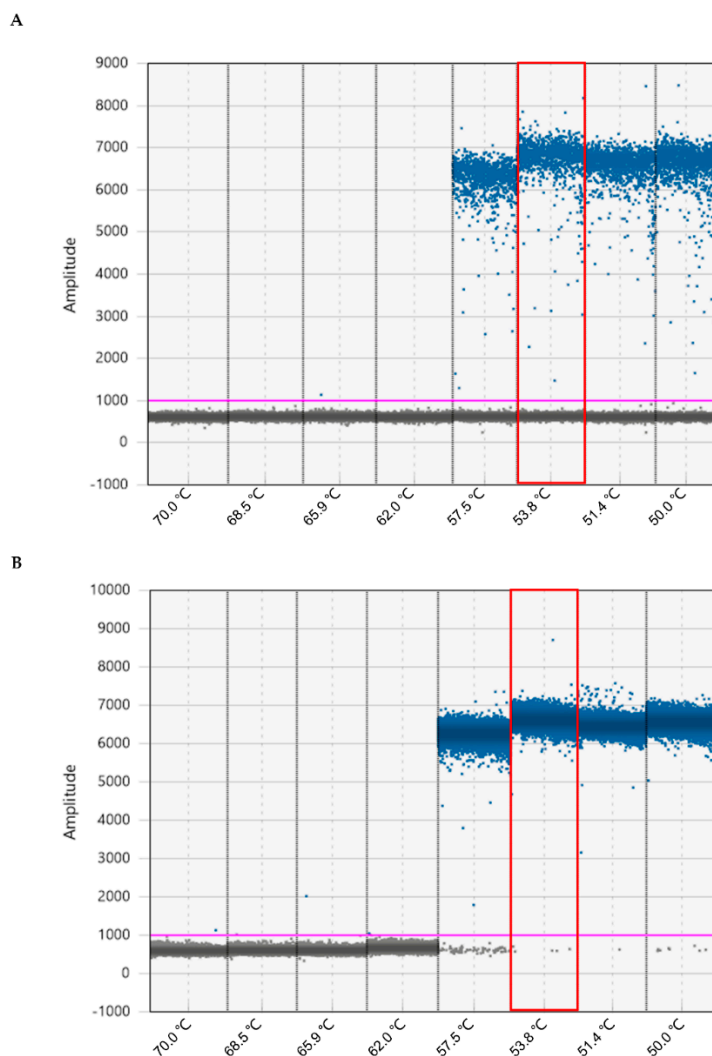 A
9000
8000
7000
6000
5000
4000
3000
2000
1000
0
-1000
Amplitude
70.0 °C
68.5 °C
65.9 °C
62.0 °C
57.5 °C
53.8 °C
51.4 °C
50.0 °C
B
10000
9000
8000
7000
6000
5000
4000
3000
2000
1000
0
-1000
Amplitude
70.0 °C
68.5 °C
65.9 °C
62.0 °C
57.5 °C
53.8 °C
51.4 °C
50.0 °C